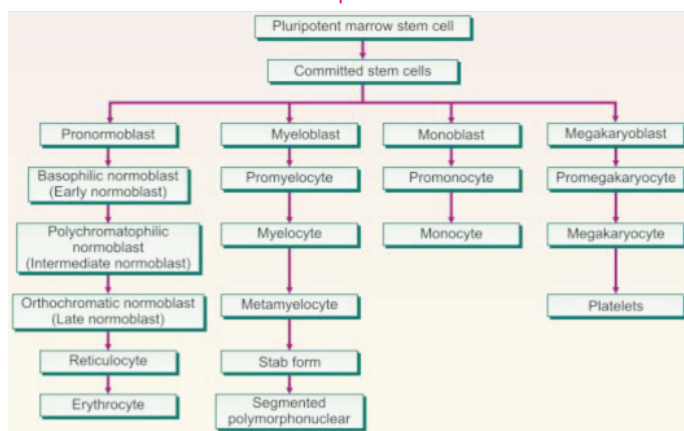 Pluripotent marrow stem cell
Committed stem cells
Pronormoblast
Myeloblast
Monoblast
Megakaryoblast
Basophilic normoblast
(Early normoblast)
Promyelocyte
Promonocyte
Promegakaryocyte
Polychromatophilic
normoblast
(Intermediate normoblast)
Myelocyte
Monocyte
Megakaryocyte
Orthochromatic normoblast
(Late normoblast)
Metamyelocyte
Platelets
Reticulocyte
Stab form
Erythrocyte
Segmented
polymorphonuclear